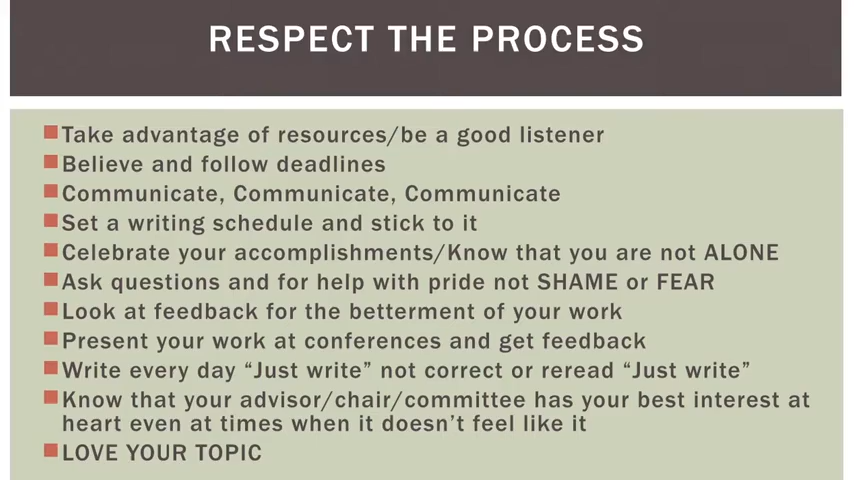 RESPECT THE PROCESS
Take advantage of resources/be a good listener
Believe and follow deadlines
Communicate, Communicate, Communicate
Set a writing schedule and stick to it
Celebrate your accomplishments/Know that you are not ALONE
Ask questions and for help with pride not SHAME or FEAR
Look at feedback for the betterment of your work
Present your work at conferences and get feedback
Write every day “Just write” not correct or reread “Just write”
Know that your advisor/chair/committee has your best interest at
heart even at times when it doesn’t feel like it
LOVE YOUR TOPIC